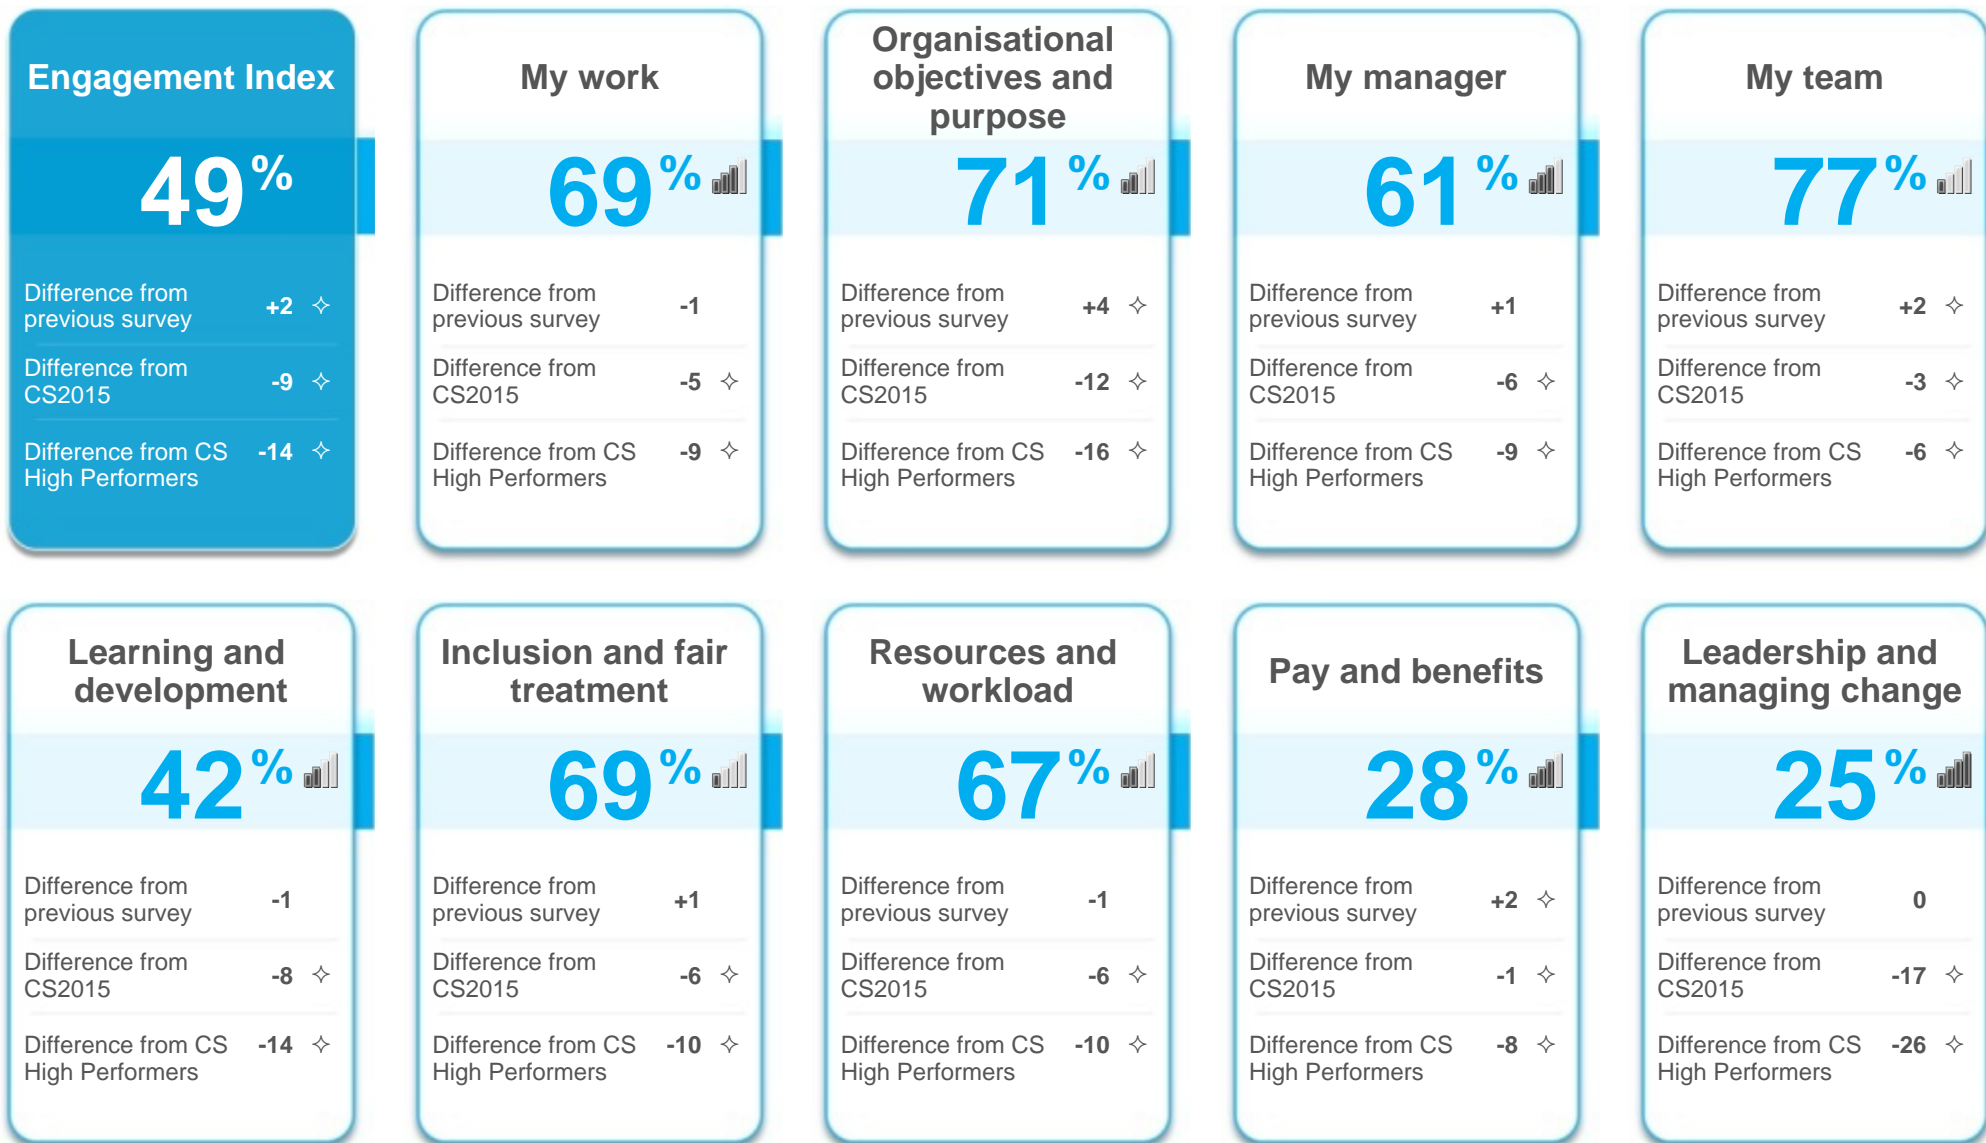 Engagement Index
49%
Difference from
previous survey +2 ✧
Difference from
CS2015 -9 ✧
Difference from CS
High Performers -14 ✧
My work
69%
Difference from
previous survey -1
Difference from
CS2015 -5 ✧
Difference from CS
High Performers -9 ✧
Organisational
objectives and
purpose
71%
Difference from
previous survey +4 ✧
Difference from
CS2015 -12 ✧
Difference from CS
High Performers -16 ✧
My manager
61%
Difference from
previous survey +1
Difference from
CS2015 -6 ✧
Difference from CS
High Performers -9 ✧
My team
77%
Difference from
previous survey +2 ✧
Difference from
CS2015 -3 ✧
Difference from CS
High Performers -6 ✧
Learning and
development
42%
Difference from
previous survey -1
Difference from
CS2015 -8 ✧
Difference from CS
High Performers -14 ✧
Inclusion and fair
treatment
69%
Difference from
previous survey +1
Difference from
CS2015 -6 ✧
Difference from CS
High Performers -10 ✧
Resources and
workload
67%
Difference from
previous survey -1
Difference from
CS2015 -6 ✧
Difference from CS
High Performers -10 ✧
Pay and benefits
28%
Difference from
previous survey +2 ✧
Difference from
CS2015 -1 ✧
Difference from CS
High Performers -8 ✧
Leadership and
managing change
25%
Difference from
previous survey 0
Difference from
CS2015 -17 ✧
Difference from CS
High Performers -26 ✧